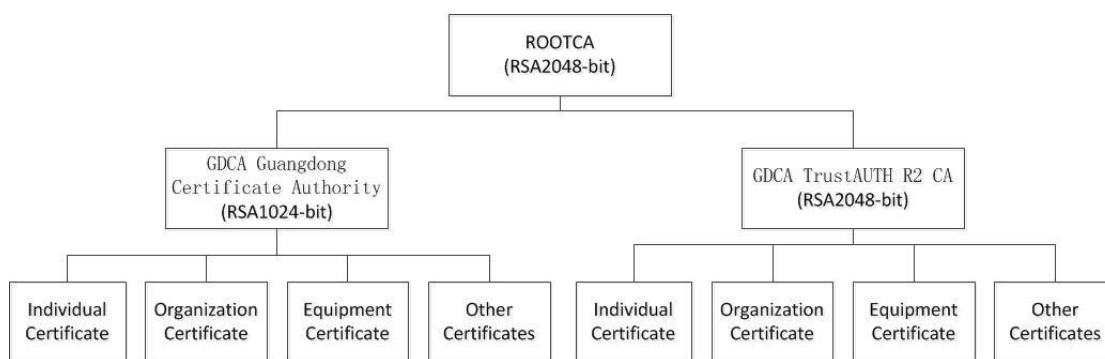 ROOTCA
(RSA2048-bit)
GDCA Guangdong
Certificate Authority
(RSA1024-bit)
GDCA TrustAUTH R2 CA
(RSA2048-bit)
Individual
Certificate
Organization
Certificate
Equipment
Certificate
Other
Certificates
Individual
Certificate
Organization
Certificate
Equipment
Certificate
Other
Certificates